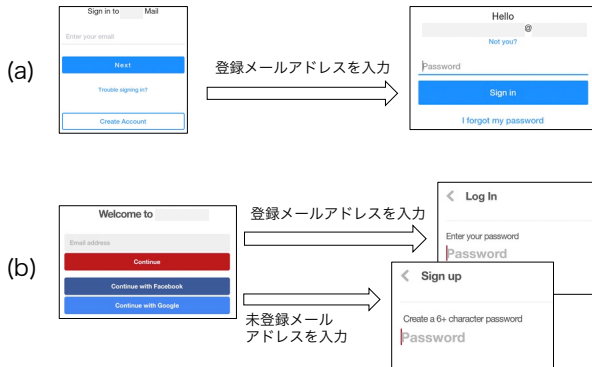 (a)
Sign in to Mail
Enter your email
Next
Trouble signing in?
Create Account
登録メールアドレスを入力
Hello
@
Not you?
Password
Sign in
I forgot my password
(b)
Welcome to
Email address
Continue
Continue with Facebook
Continue with Google
登録メールアドレスを入力
< Log In
Enter your password
Password
未登録メール
アドレスを入力
< Sign up
Create a 6+ character password
Password